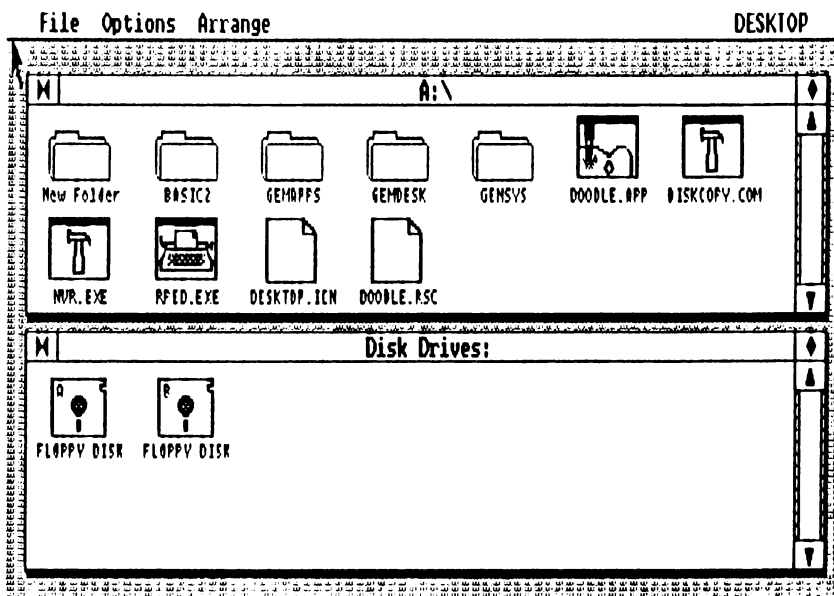 File Options Arrange DESKTOP
A:\
New Folder BASIC2 GEMAPPS GEMDESK GEMSYS DOODLE.APP DISKCOPY.COM
NVR.EXE RPED.EXE DESKTOP.ICN DOODLE.RSC
Disk Drives:
A B
FLOPPY DISK FLOPPY DISK